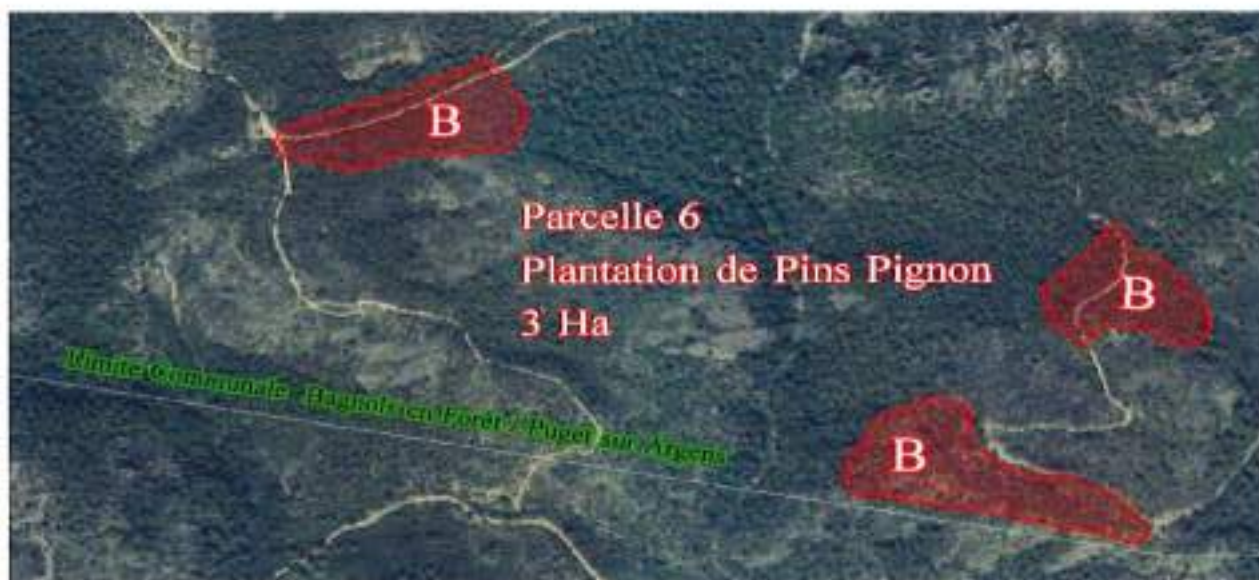 B
Parcelle 6
Plantation de Pins Pignon
3 Ha
B
Limite Communale : Bagnols en Forêt / Puget sur Argens
B